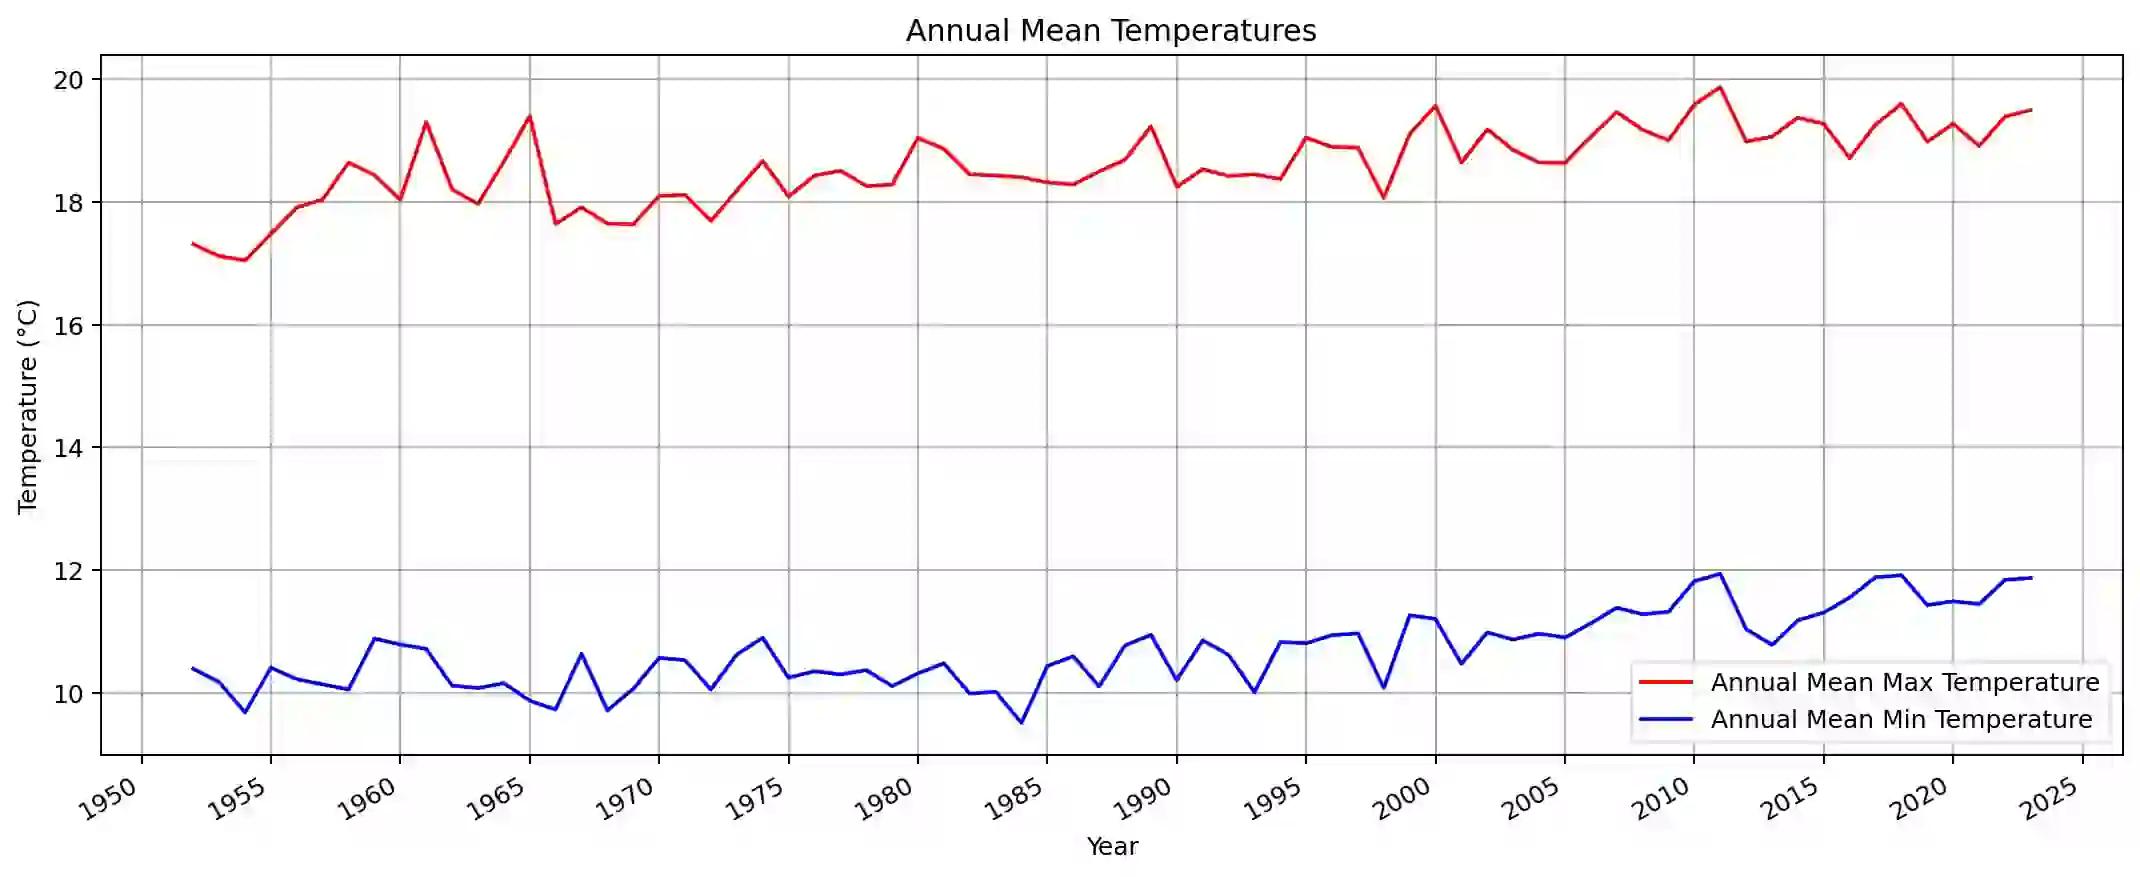 Annual Mean Temperatures
20
18
16
14
12
10
Temperature (°C)
Annual Mean Max Temperature
Annual Mean Min Temperature
1950 1955 1960 1965 1970 1975 1980 1985 1990 1995 2000 2005 2010 2015 2020 2025
Year